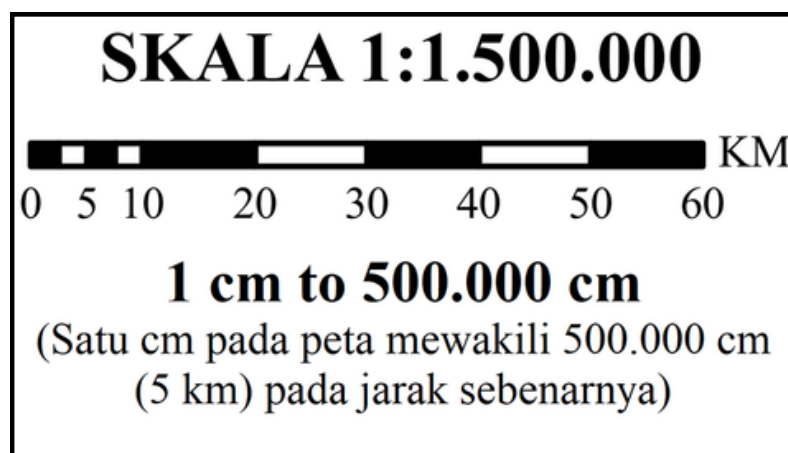 SKALA 1:1.500.000
KM
0 5 10 20 30 40 50 60
1 cm to 500.000 cm
(Satu cm pada peta mewakili 500.000 cm
(5 km) pada jarak sebenarnya)